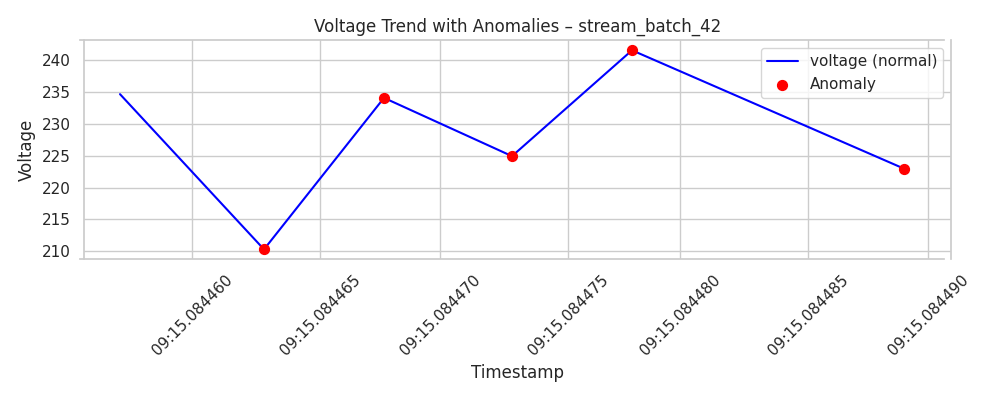 Voltage Trend with Anomalies – stream_batch_42
voltage (normal)
Anomaly
Voltage
240
235
230
225
220
215
210
09:15.084460
09:15.084465
09:15.084470
09:15.084475
09:15.084480
09:15.084485
09:15.084490
Timestamp